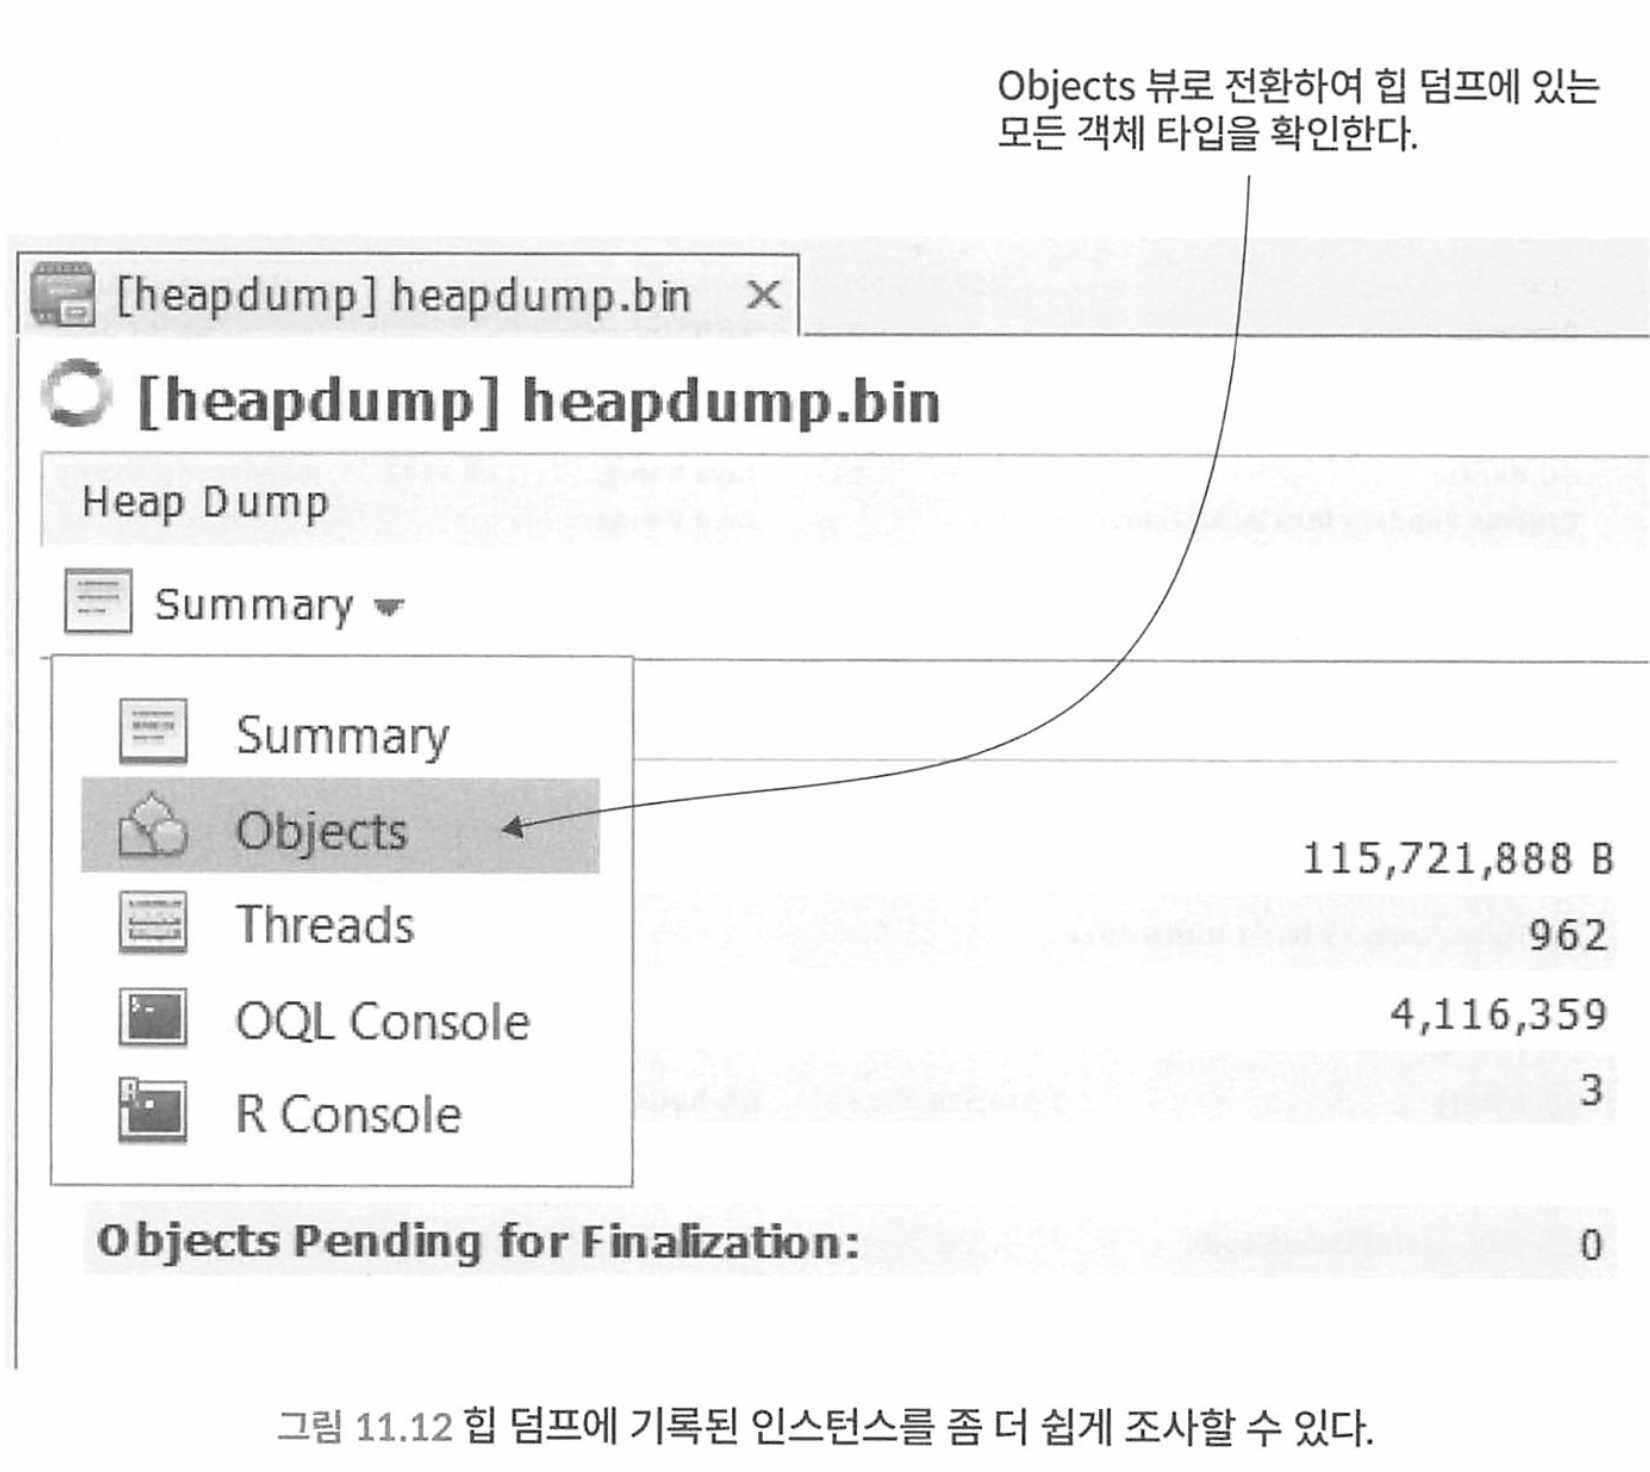 Objects 뷰로 전환하여 힙 덤프에 있는
모든 객체 타입을 확인한다.
[heapdump] heapdump.bin
[heapdump] heapdump.bin
Heap Dump
Summary
Summary
Objects
Threads
OQL Console
R Console
115,721,888 B
962
4,116,359
3
Objects Pending for Finalization: 0
그림 11.12 힙 덤프에 기록된 인스턴스를 좀 더 쉽게 조사할 수 있다.